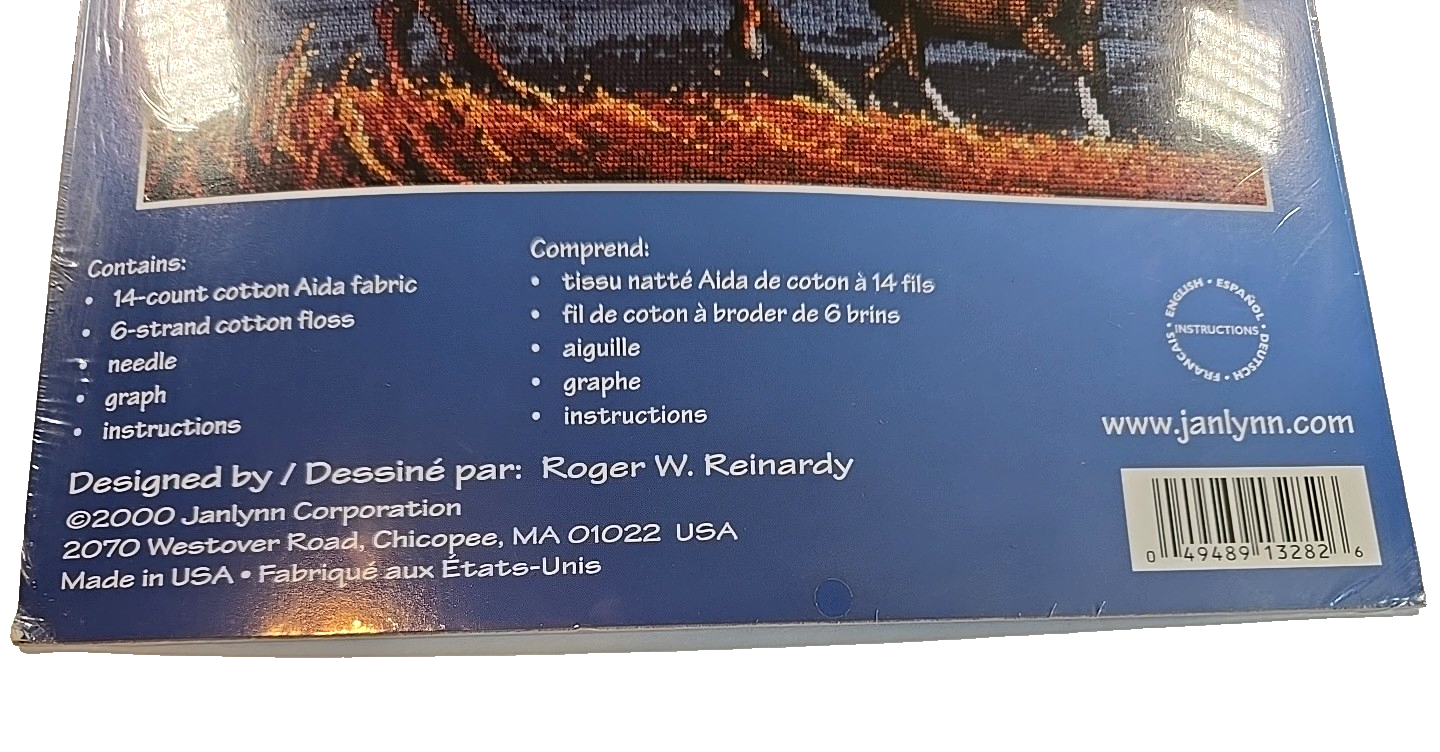 Contains:
• 14-count cotton Aida fabric
• 6-strand cotton floss
• needle
• graph
• instructions
Comprend:
• tissu natté Aida de coton à 14 fils
• fil de coton à broder de 6 brins
• aiguille
• graphe
• instructions
Designed by / Dessiné par: Roger W. Reinardy
©2000 Janlynn Corporation
2070 Westover Road, Chicopee, MA 01022 USA
Made in USA • Fabriqué aux États-Unis
ENGLISH • ESPAÑOL • DEUTSCH • FRANCAIS •
INSTRUCTIONS
www.janlynn.com
0 49489 13282 6